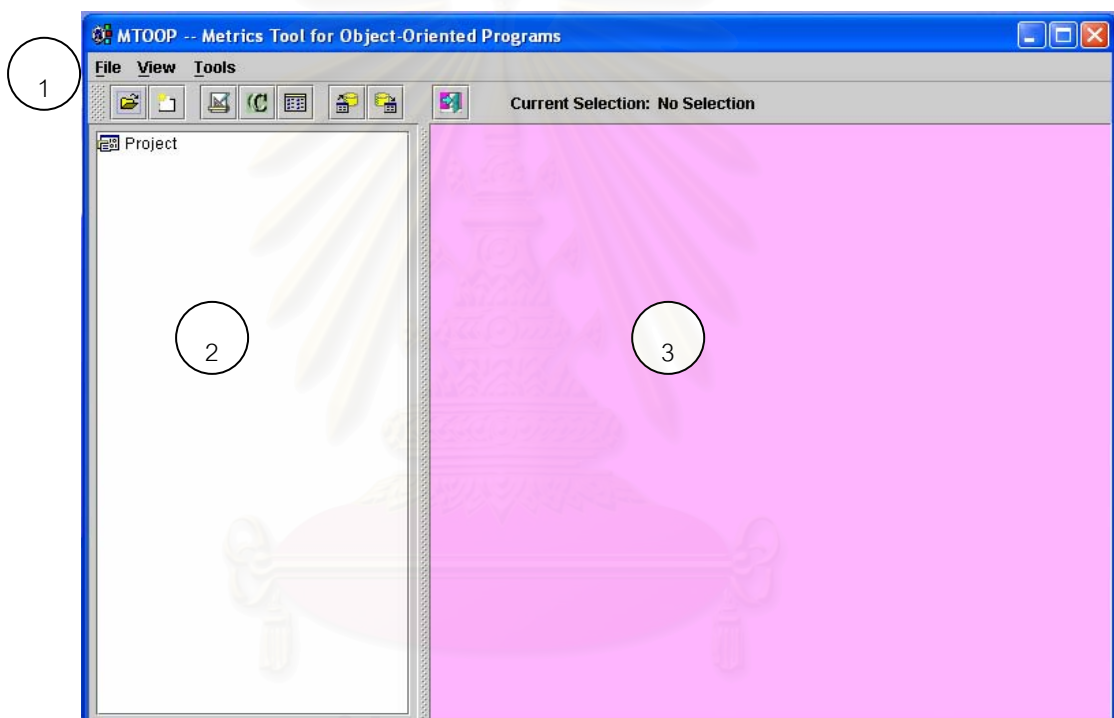 MTOOP -- Metrics Tool for Object-Oriented Programs
1
File View Tools
Current Selection: No Selection
Project
2
3